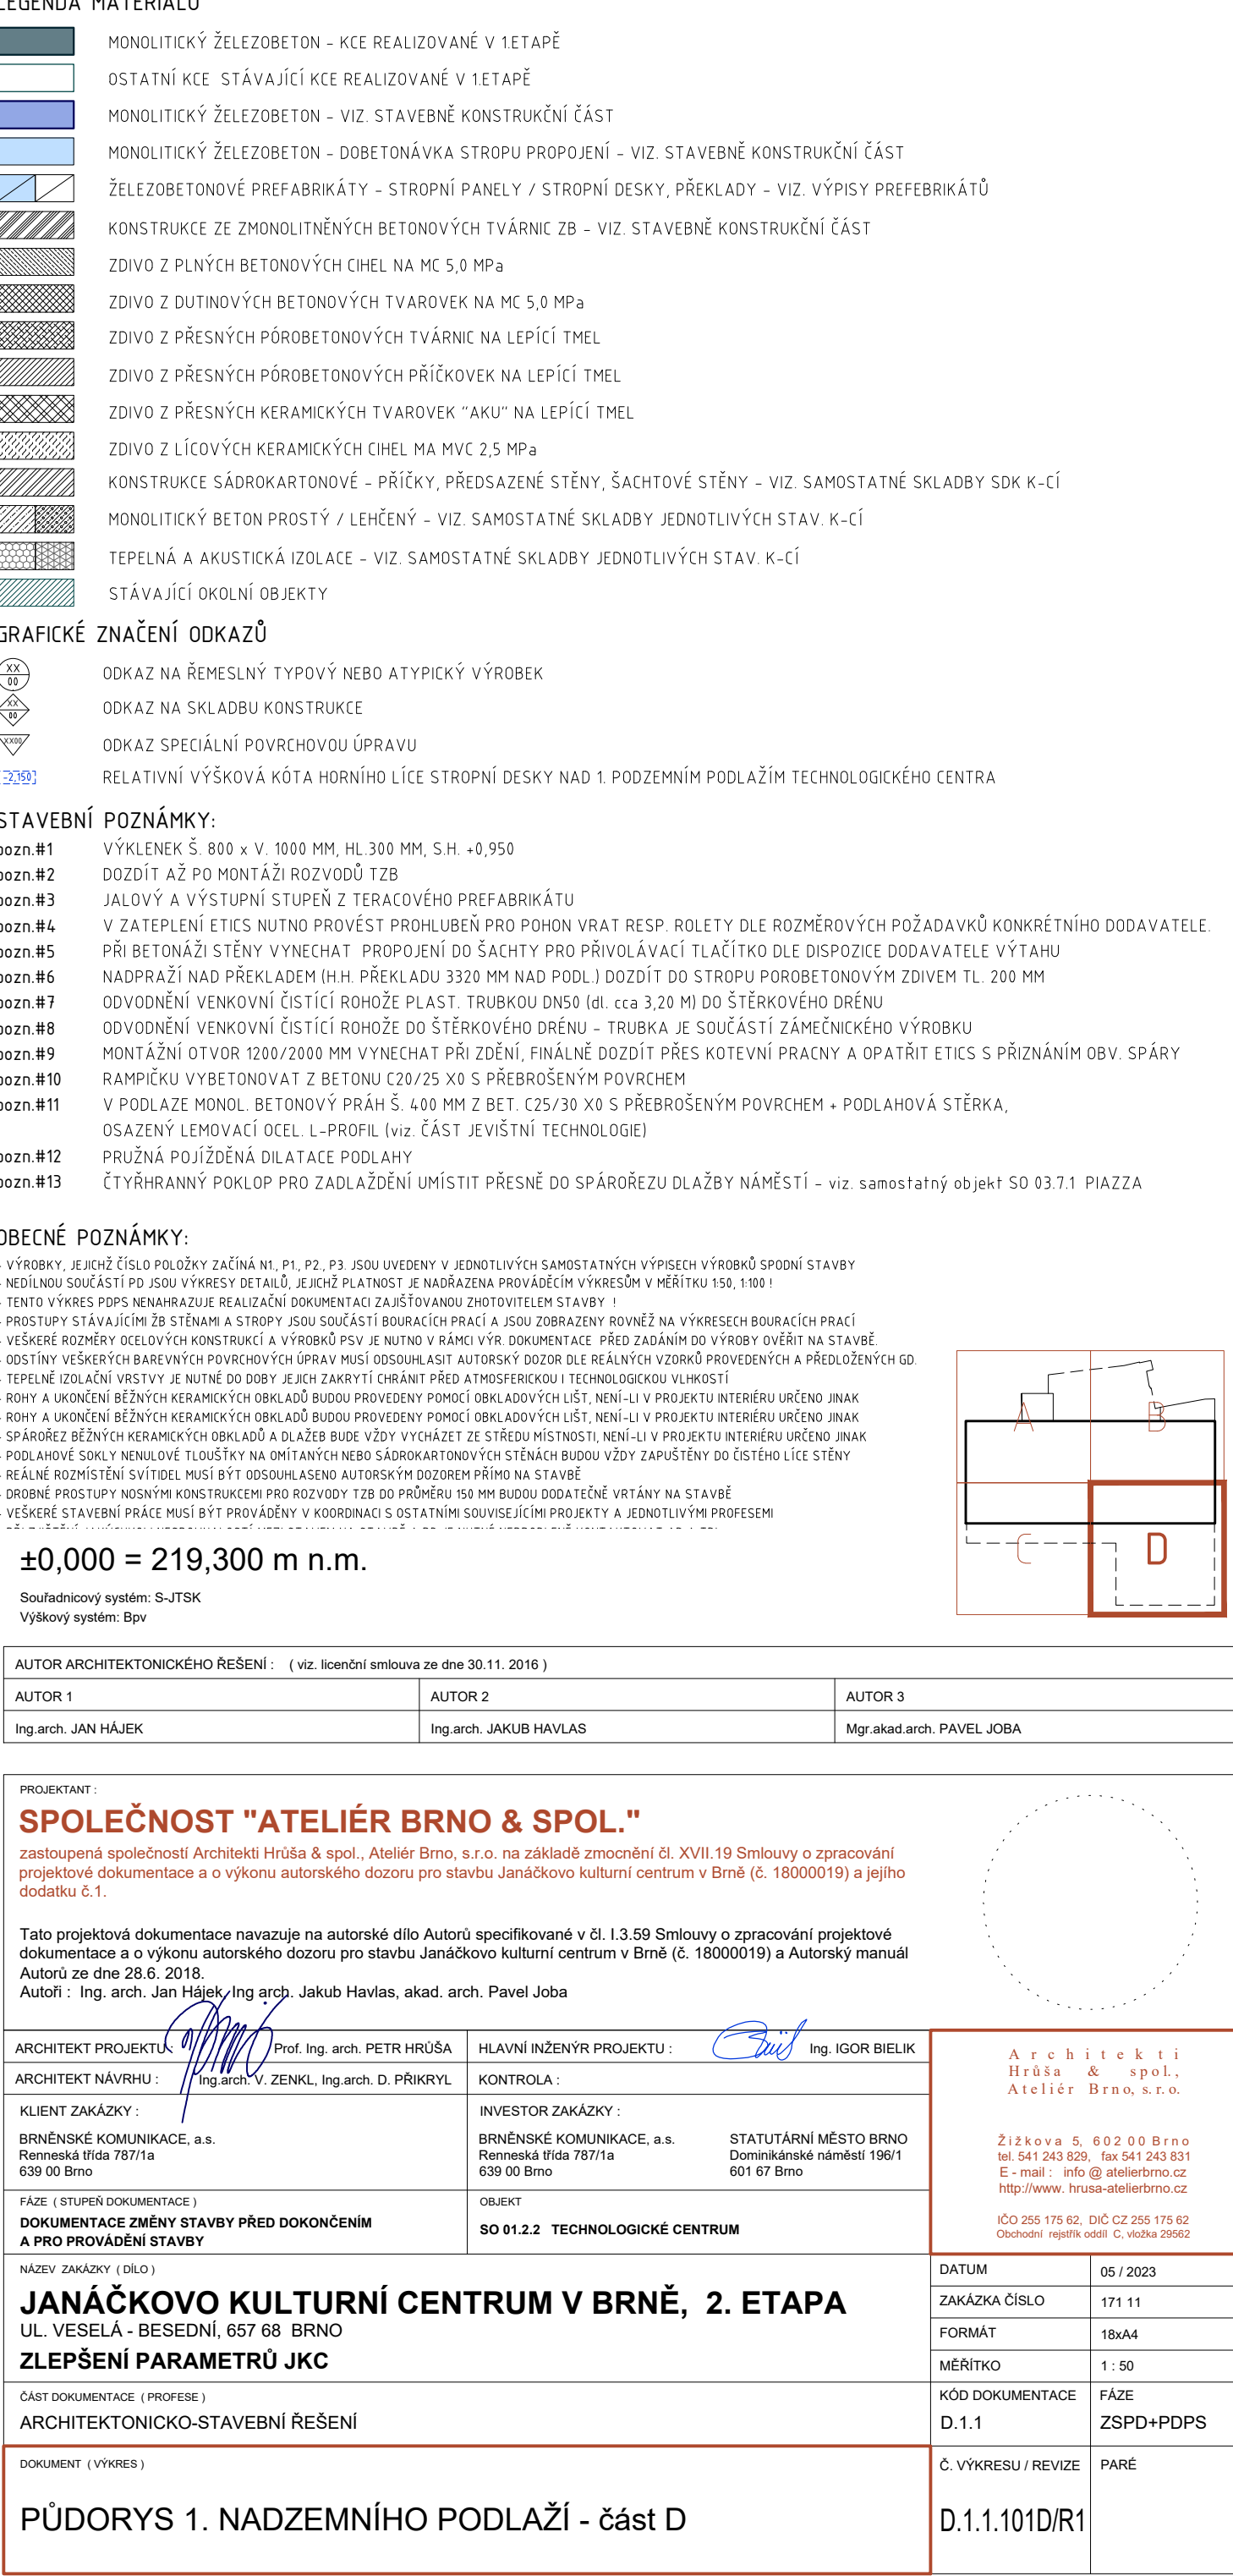 LEGENDA MATERIÁLŮ
MONOLITICKÝ ŽELEZOBETON - KCE REALIZOVANÉ V 1.ETAPĚ
OSTATNÍ KCE STÁVAJÍCÍ KCE REALIZOVANÉ V 1.ETAPĚ
MONOLITICKÝ ŽELEZOBETON - VIZ. STAVEBNĚ KONSTRUKČNÍ ČÁST
MONOLITICKÝ ŽELEZOBETON - DOBETONÁVKA STROPU PROPOJENÍ - VIZ. STAVEBNĚ KONSTRUKČNÍ ČÁST
ŽELEZOBETONOVÉ PREFABRIKÁTY - STROPNÍ PANELY / STROPNÍ DESKY, PŘEKLADY - VIZ. VÝPISY PREFEBRIKÁTŮ
KONSTRUKCE ZE ZMONOLITNĚNÝCH BETONOVÝCH TVÁRNIC ZB - VIZ. STAVEBNĚ KONSTRUKČNÍ ČÁST
ZDIVO Z PLNÝCH BETONOVÝCH CIHEL NA MC 5,0 MPa
ZDIVO Z DUTINOVÝCH BETONOVÝCH TVAROVEK NA MC 5,0 MPa
ZDIVO Z PŘESNÝCH PÓROBETONOVÝCH TVÁRNIC NA LEPÍCÍ TMEL
ZDIVO Z PŘESNÝCH PÓROBETONOVÝCH PŘÍČKOVEK NA LEPÍCÍ TMEL
ZDIVO Z PŘESNÝCH KERAMICKÝCH TVAROVEK "AKU" NA LEPÍCÍ TMEL
ZDIVO Z LÍCOVÝCH KERAMICKÝCH CIHEL MA MVC 2,5 MPa
KONSTRUKCE SÁDROKARTONOVÉ - PŘÍČKY, PŘEDSAZENÉ STĚNY, ŠACHTOVÉ STĚNY - VIZ. SAMOSTATNÉ SKLADBY SDK K-CÍ
MONOLITICKÝ BETON PROSTÝ / LEHČENÝ - VIZ. SAMOSTATNÉ SKLADBY JEDNOTLIVÝCH STAV. K-CÍ
TEPELNÁ A AKUSTICKÁ IZOLACE - VIZ. SAMOSTATNÉ SKLADBY JEDNOTLIVÝCH STAV. K-CÍ
STÁVAJÍCÍ OKOLNÍ OBJEKTY
GRAFICKÉ ZNAČENÍ ODKAZŮ
XX 00 ODKAZ NA ŘEMESLNÝ TYPOVÝ NEBO ATYPICKÝ VÝROBEK
XX 00 ODKAZ NA SKLADBU KONSTRUKCE
XX00 ODKAZ SPECIÁLNÍ POVRCHOVOU ÚPRAVU
-2,150 RELATIVNÍ VÝŠKOVÁ KÓTA HORNÍHO LÍCE STROPNÍ DESKY NAD 1. PODZEMNÍM PODLAŽÍM TECHNOLOGICKÉHO CENTRA
STAVEBNÍ POZNÁMKY:
pozn.#1 VÝKLENEK Š. 800 x V. 1000 MM, HL.300 MM, S.H. +0,950
pozn.#2 DOZDÍT AŽ PO MONTÁŽI ROZVODŮ TZB
pozn.#3 JALOVÝ A VÝSTUPNÍ STUPEŇ Z TERACOVÉHO PREFABRIKÁTU
pozn.#4 V ZATEPLENÍ ETICS NUTNO PROVÉST PROHLUBEŇ PRO POHON VRAT RESP. ROLETY DLE ROZMĚROVÝCH POŽADAVKŮ KONKRÉTNÍHO DODAVATELE.
pozn.#5 PŘI BETONÁŽI STĚNY VYNECHAT PROPOJENÍ DO ŠACHTY PRO PŘIVOLÁVACÍ TLAČÍTKO DLE DISPOZICE DODAVATELE VÝTAHU
pozn.#6 NADPRAŽÍ NAD PŘEKLADEM (H.H. PŘEKLADU 3320 MM NAD PODL.) DOZDÍT DO STROPU POROBETONOVÝM ZDIVEM TL. 200 MM
pozn.#7 ODVODNĚNÍ VENKOVNÍ ČISTÍCÍ ROHOŽE PLAST. TRUBKOU DN50 (dl. cca 3,20 M) DO ŠTĚRKOVÉHO DRÉNU
pozn.#8 ODVODNĚNÍ VENKOVNÍ ČISTÍCÍ ROHOŽE DO ŠTĚRKOVÉHO DRÉNU - TRUBKA JE SOUČÁSTÍ ZÁMEČNICKÉHO VÝROBKU
pozn.#9 MONTÁŽNÍ OTVOR 1200/2000 MM VYNECHAT PŘI ZDĚNÍ, FINÁLNĚ DOZDÍT PŘES KOTEVNÍ PRACNY A OPATŘIT ETICS S PŘIZNÁNÍM OBV. SPÁRY
pozn.#10 RAMPIČKU VYBETONOVAT Z BETONU C20/25 X0 S PŘEBROŠENÝM POVRCHEM
pozn.#11 V PODLAZE MONOL. BETONOVÝ PRÁH Š. 400 MM Z BET. C25/30 X0 S PŘEBROŠENÝM POVRCHEM + PODLAHOVÁ STĚRKA,
OSAZENÝ LEMOVACÍ OCEL. L-PROFIL (viz. ČÁST JEVIŠTNÍ TECHNOLOGIE)
pozn.#12 PRUŽNÁ POJÍŽDĚNÁ DILATACE PODLAHY
pozn.#13 ČTYŘHRANNÝ POKLOP PRO ZADLAŽDĚNÍ UMÍSTIT PŘESNĚ DO SPÁROŘEZU DLAŽBY NÁMĚSTÍ - viz. samostatný objekt SO 03.7.1 PIAZZA
OBECNÉ POZNÁMKY:
- VÝROBKY, JEJICHŽ ČÍSLO POLOŽKY ZAČÍNÁ N1., P1., P2., P3. JSOU UVEDENY V JEDNOTLIVÝCH SAMOSTATNÝCH VÝPISECH VÝROBKŮ SPODNÍ STAVBY
- NEDÍLNOU SOUČÁSTÍ PD JSOU VÝKRESY DETAILŮ, JEJICHŽ PLATNOST JE NADŘAZENA PROVÁDĚCÍM VÝKRESŮM V MĚŘÍTKU 1:50, 1:100 !
- TENTO VÝKRES PDPS NENAHRAZUJE REALIZAČNÍ DOKUMENTACI ZAJIŠŤOVANOU ZHOTOVITELEM STAVBY !
- PROSTUPY STÁVAJÍCÍMI ŽB STĚNAMI A STROPY JSOU SOUČÁSTÍ BOURACÍCH PRACÍ A JSOU ZOBRAZENY ROVNĚŽ NA VÝKRESECH BOURACÍCH PRACÍ
- VEŠKERÉ ROZMĚRY OCELOVÝCH KONSTRUKCÍ A VÝROBKŮ PSV JE NUTNO V RÁMCI VÝR. DOKUMENTACE PŘED ZADÁNÍM DO VÝROBY OVĚŘIT NA STAVBĚ.
- ODSTÍNY VEŠKERÝCH BAREVNÝCH POVRCHOVÝCH ÚPRAV MUSÍ ODSOUHLASIT AUTORSKÝ DOZOR DLE REÁLNÝCH VZORKŮ PROVEDENÝCH A PŘEDLOŽENÝCH GD.
- TEPELNĚ IZOLAČNÍ VRSTVY JE NUTNÉ DO DOBY JEJICH ZAKRYTÍ CHRÁNIT PŘED ATMOSFERICKOU I TECHNOLOGICKOU VLHKOSTÍ
- ROHY A UKONČENÍ BĚŽNÝCH KERAMICKÝCH OBKLADŮ BUDOU PROVEDENY POMOCÍ OBKLADOVÝCH LIŠT, NENÍ-LI V PROJEKTU INTERIÉRU URČENO JINAK
- ROHY A UKONČENÍ BĚŽNÝCH KERAMICKÝCH OBKLADŮ BUDOU PROVEDENY POMOCÍ OBKLADOVÝCH LIŠT, NENÍ-LI V PROJEKTU INTERIÉRU URČENO JINAK
- SPÁROŘEZ BĚŽNÝCH KERAMICKÝCH OBKLADŮ A DLAŽEB BUDE VŽDY VYCHÁZET ZE STŘEDU MÍSTNOSTI, NENÍ-LI V PROJEKTU INTERIÉRU URČENO JINAK
- PODLAHOVÉ SOKLY NENULOVÉ TLOUŠŤKY NA OMÍTANÝCH NEBO SÁDROKARTONOVÝCH STĚNÁCH BUDOU VŽDY ZAPUŠTĚNY DO ČISTÉHO LÍCE STĚNY
- REÁLNÉ ROZMÍSTĚNÍ SVÍTIDEL MUSÍ BÝT ODSOUHLASENO AUTORSKÝM DOZOREM PŘÍMO NA STAVBĚ
- DROBNÉ PROSTUPY NOSNÝMI KONSTRUKCEMI PRO ROZVODY TZB DO PRŮMĚRU 150 MM BUDOU DODATEČNĚ VRTÁNY NA STAVBĚ
- VEŠKERÉ STAVEBNÍ PRÁCE MUSÍ BÝT PROVÁDĚNY V KOORDINACI S OSTATNÍMI SOUVISEJÍCÍMI PROJEKTY A JEDNOTLIVÝMI PROFESEMI
A B
C D
±0,000 = 219,300 m n.m.
Souřadnicový systém: S-JTSK
Výškový systém: Bpv
AUTOR ARCHITEKTONICKÉHO ŘEŠENÍ : ( viz. licenční smlouva ze dne 30.11. 2016 )
AUTOR 1 AUTOR 2 AUTOR 3
Ing.arch. JAN HÁJEK Ing.arch. JAKUB HAVLAS Mgr.akad.arch. PAVEL JOBA
PROJEKTANT :
SPOLEČNOST "ATELIÉR BRNO & SPOL."
zastoupená společností Architekti Hrůša & spol., Ateliér Brno, s.r.o. na základě zmocnění čl. XVII.19 Smlouvy o zpracování
projektové dokumentace a o výkonu autorského dozoru pro stavbu Janáčkovo kulturní centrum v Brně (č. 18000019) a jejího
dodatku č.1.
Tato projektová dokumentace navazuje na autorské dílo Autorů specifikované v čl. I.3.59 Smlouvy o zpracování projektové
dokumentace a o výkonu autorského dozoru pro stavbu Janáčkovo kulturní centrum v Brně (č. 18000019) a Autorský manuál
Autorů ze dne 28.6. 2018.
Autoři : Ing. arch. Jan Hájek, Ing arch. Jakub Havlas, akad. arch. Pavel Joba
ARCHITEKT PROJEKTU : Prof. Ing. arch. PETR HRŮŠA HLAVNÍ INŽENÝR PROJEKTU : Ing. IGOR BIELIK
ARCHITEKT NÁVRHU : Ing.arch. V. ZENKL, Ing.arch. D. PŘIKRYL KONTROLA :
Architekti
Hrůša & spol.,
Ateliér Brno, s.r.o.
Žižkova 5, 602 00 Brno
tel. 541 243 829, fax 541 243 831
E - mail : info @ atelierbrno.cz
http://www. hrusa-atelierbrno.cz
IČO 255 175 62, DIČ CZ 255 175 62
Obchodní rejstřík oddíl C, vložka 29562
KLIENT ZAKÁZKY : INVESTOR ZAKÁZKY :
BRNĚNSKÉ KOMUNIKACE, a.s. BRNĚNSKÉ KOMUNIKACE, a.s. STATUTÁRNÍ MĚSTO BRNO
Renneská třída 787/1a Renneská třída 787/1a Dominikánské náměstí 196/1
639 00 Brno 639 00 Brno 601 67 Brno
FÁZE ( STUPEŇ DOKUMENTACE ) OBJEKT
DOKUMENTACE ZMĚNY STAVBY PŘED DOKONČENÍM
A PRO PROVÁDĚNÍ STAVBY
SO 01.2.2 TECHNOLOGICKÉ CENTRUM
NÁZEV ZAKÁZKY ( DÍLO )
JANÁČKOVO KULTURNÍ CENTRUM V BRNĚ, 2. ETAPA
UL. VESELÁ - BESEDNÍ, 657 68 BRNO
ZLEPŠENÍ PARAMETRŮ JKC
DATUM 05 / 2023
ZAKÁZKA ČÍSLO 171 11
FORMÁT 18xA4
MĚŘÍTKO 1 : 50
ČÁST DOKUMENTACE ( PROFESE )
ARCHITEKTONICKO-STAVEBNÍ ŘEŠENÍ
KÓD DOKUMENTACE FÁZE
D.1.1 ZSPD+PDPS
DOKUMENT ( VÝKRES )
PŮDORYS 1. NADZEMNÍHO PODLAŽÍ - část D
Č. VÝKRESU / REVIZE PARÉ
D.1.1.101D/R1